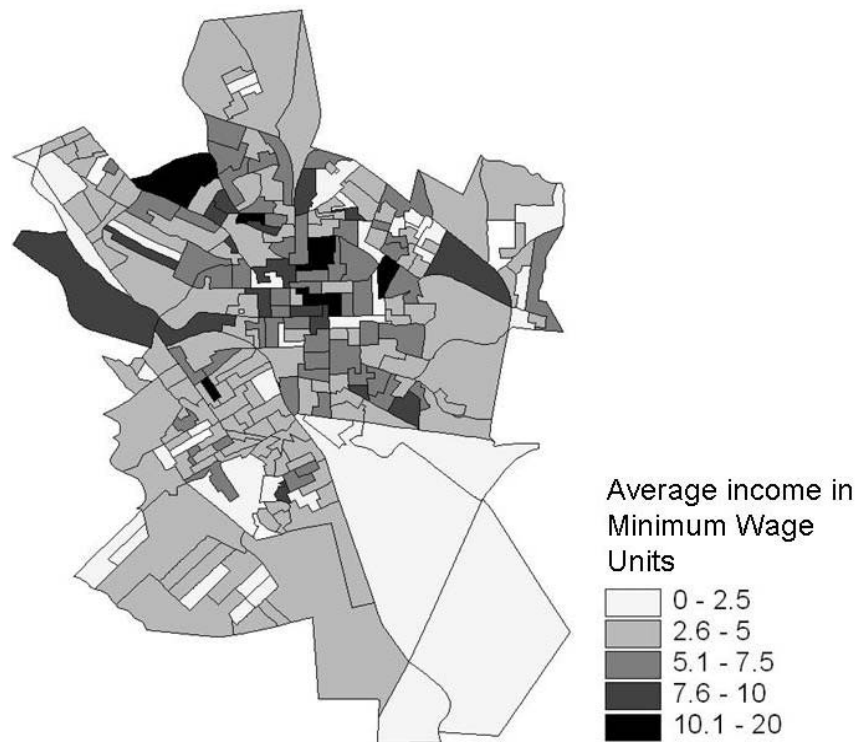 Average income in
Minimum Wage
Units
0 - 2.5
2.6 - 5
5.1 - 7.5
7.6 - 10
10.1 - 20